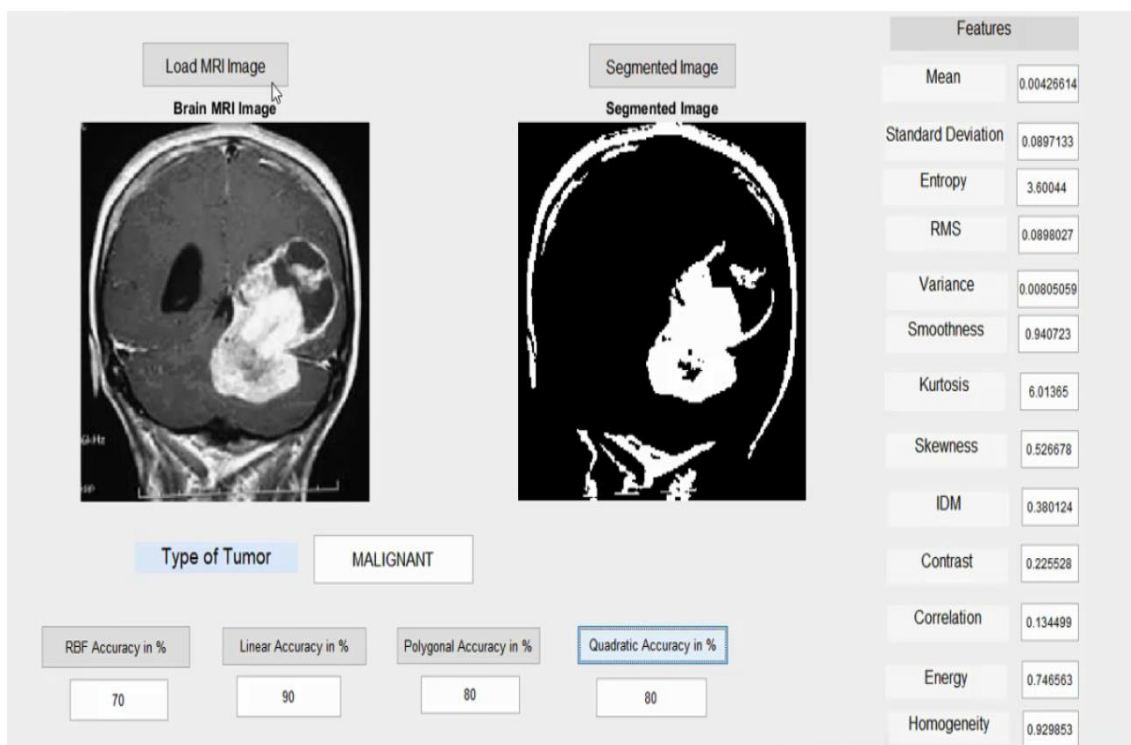 Load MRI Image
Brain MRI Image
Segmented Image
Segmented Image
Type of Tumor
MALIGNANT
RBF Accuracy in %
70
Linear Accuracy in %
90
Polygonal Accuracy in %
80
Quadratic Accuracy in %
80
Features
Mean 0.00426614
Standard Deviation 0.0897133
Entropy 3.60044
RMS 0.0898027
Variance 0.00805059
Smoothness 0.940723
Kurtosis 6.01365
Skewness 0.526678
IDM 0.380124
Contrast 0.225528
Correlation 0.134499
Energy 0.746563
Homogeneity 0.929853